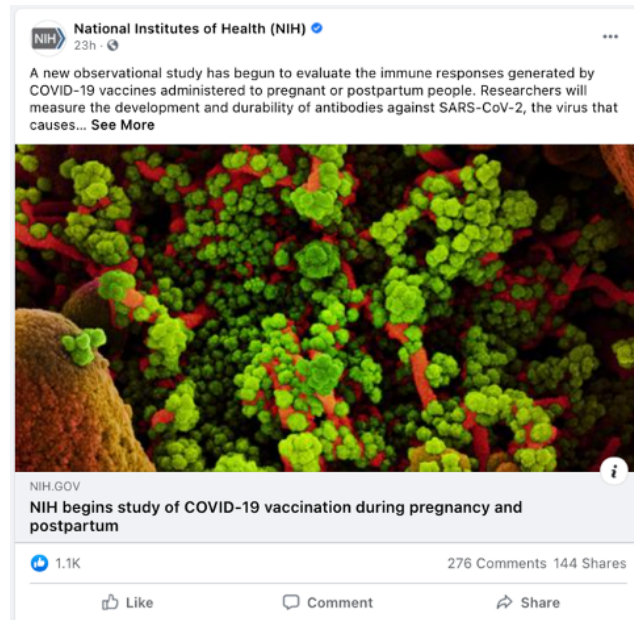 NIH
National Institutes of Health (NIH)
23h ·
A new observational study has begun to evaluate the immune responses generated by
COVID-19 vaccines administered to pregnant or postpartum people. Researchers will
measure the development and durability of antibodies against SARS-CoV-2, the virus that
causes... See More
i
NIH.GOV
NIH begins study of COVID-19 vaccination during pregnancy and
postpartum
1.1K 276 Comments 144 Shares
Like Comment Share